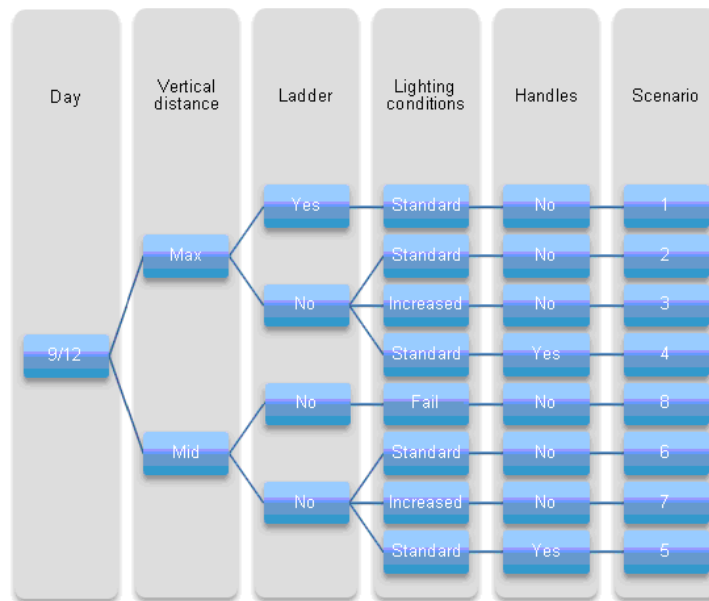 Day
Vertical
distance
Ladder
Lighting
conditions
Handles
Scenario
Yes Standard No 1
Max Standard No 2
No Increased No 3
9/12 Standard Yes 4
No Fail No 8
Mid Standard No 6
No Increased No 7
Standard Yes 5